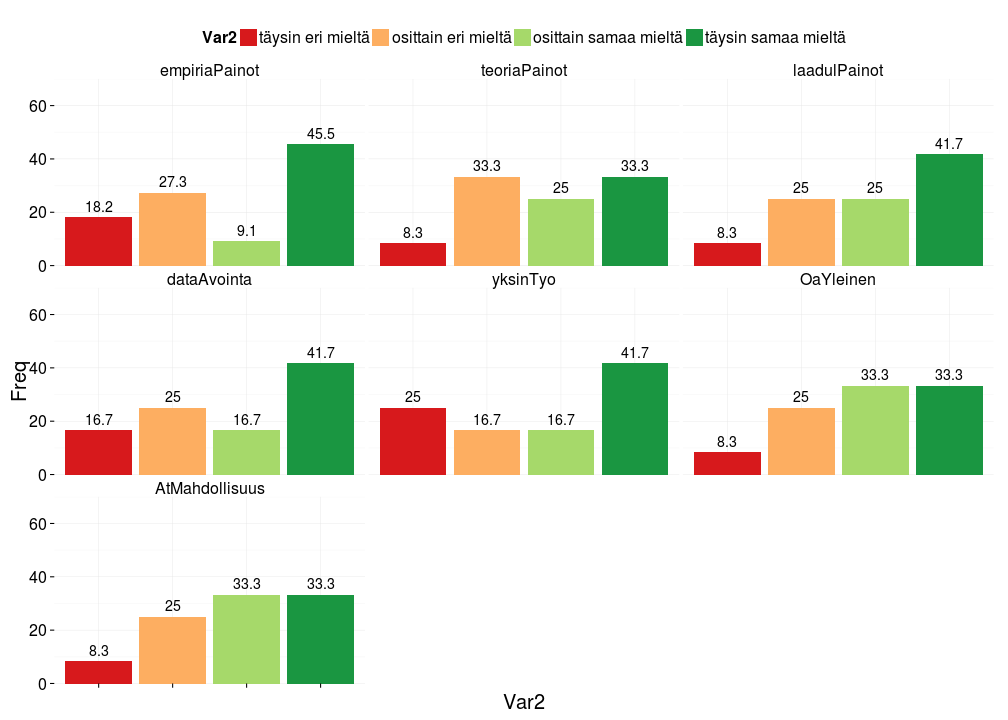 Var2 täysin eri mieltä osittain eri mieltä osittain samaa mieltä täysin samaa mieltä
empiriaPainot teoriaPainot laadulPainot
60
40
20
0
18.2 27.3 9.1 45.5
8.3 33.3 25 33.3
8.3 25 25 41.7
dataAvointa yksinTyo OaYleinen
60
40
20
0
16.7 25 16.7 41.7
25 16.7 16.7 41.7
8.3 25 33.3 33.3
Freq
AtMahdollisuus
60
40
20
0
8.3 25 33.3 33.3
Var2